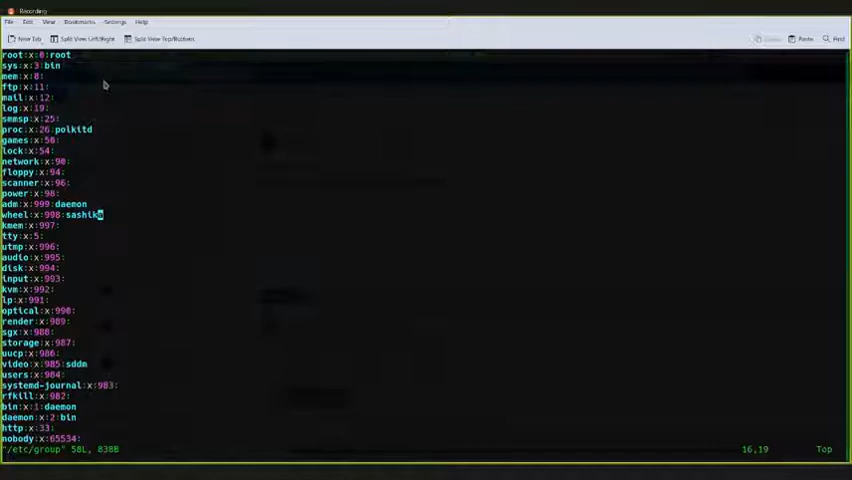 Recording
File Edit View Bookmarks Settings Help
New Tab Split View Left/Right Split View Top/Bottom Paste Find
root:x:0:root
sys:x:3:bin
mem:x:8:
ftp:x:11:
mail:x:12:
log:x:19:
smmsp:x:25:
proc:x:26:polkitd
games:x:50:
lock:x:54:
network:x:90:
floppy:x:94:
scanner:x:96:
power:x:98:
adm:x:999:daemon
wheel:x:998:sashika
kmem:x:997:
tty:x:5:
utmp:x:996:
audio:x:995:
disk:x:994:
input:x:993:
kvm:x:992:
lp:x:991:
optical:x:990:
render:x:989:
sgx:x:988:
storage:x:987:
uucp:x:986:
video:x:985:sddm
users:x:984:
systemd-journal:x:983:
rfkill:x:982:
bin:x:1:daemon
daemon:x:2:bin
http:x:33:
nobody:x:65534:
"/etc/group" 58L, 838B 16,19 Top